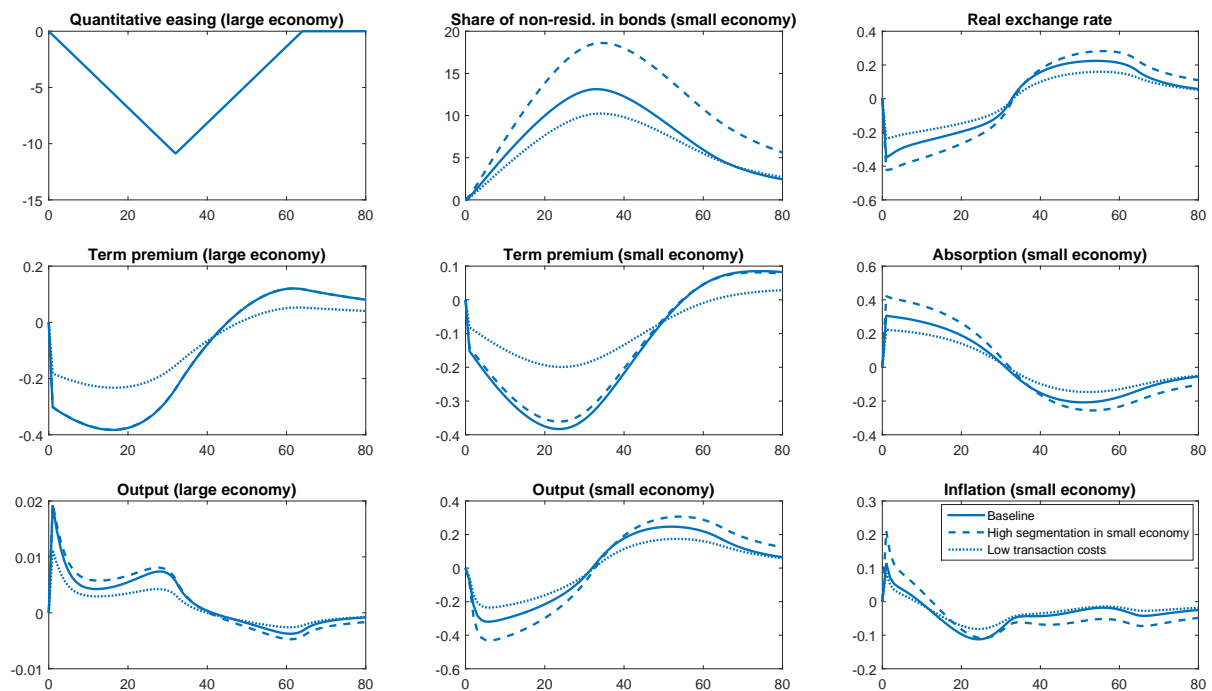 Quantitative easing (large economy)
0
-5
-10
-15
0 20 40 60 80
Share of non-resid. in bonds (small economy)
20
15
10
5
0
0 20 40 60 80
Real exchange rate
0.4
0.2
0
-0.2
-0.4
-0.6
0 20 40 60 80
Term premium (large economy)
0.2
0
-0.2
-0.4
0 20 40 60 80
Term premium (small economy)
0.1
0
-0.1
-0.2
-0.3
-0.4
0 20 40 60 80
Absorption (small economy)
0.6
0.4
0.2
0
-0.2
-0.4
0 20 40 60 80
Output (large economy)
0.02
0.01
0
-0.01
0 20 40 60 80
Output (small economy)
0.4
0.2
0
-0.2
-0.4
-0.6
0 20 40 60 80
Inflation (small economy)
0.3
0.2
0.1
0
-0.1
-0.2
0 20 40 60 80
Baseline
High segmentation in small economy
Low transaction costs